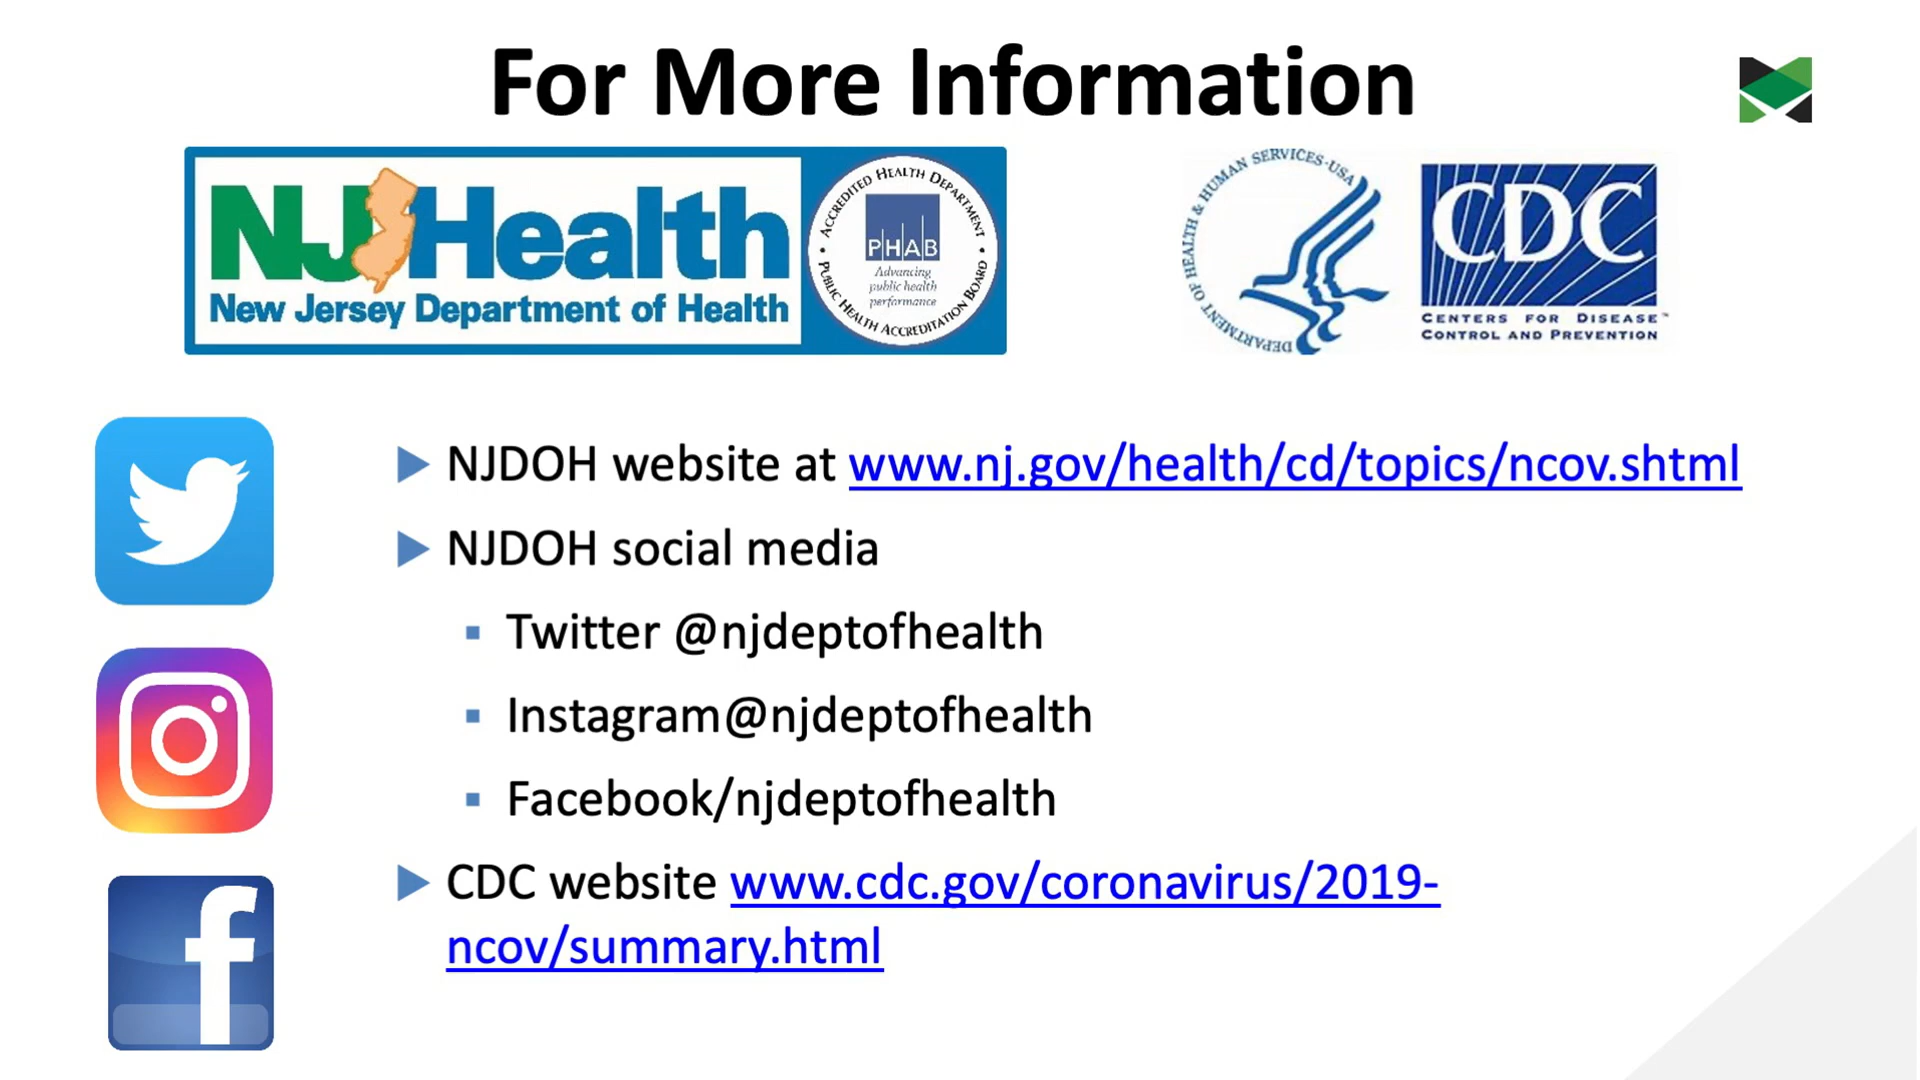 For More Information
NJ Health
New Jersey Department of Health
ACCREDITED HEALTH DEPARTMENT
PHAB
Advancing
public health
performance
PUBLIC HEALTH ACCREDITATION BOARD
DEPARTMENT OF HEALTH & HUMAN SERVICES·USA
CDC
CENTERS FOR DISEASE™
CONTROL AND PREVENTION
NJDOH website at www.nj.gov/health/cd/topics/ncov.shtml
NJDOH social media
Twitter @njdeptofhealth
Instagram@njdeptofhealth
Facebook/njdeptofhealth
CDC website www.cdc.gov/coronavirus/2019-
ncov/summary.html
f